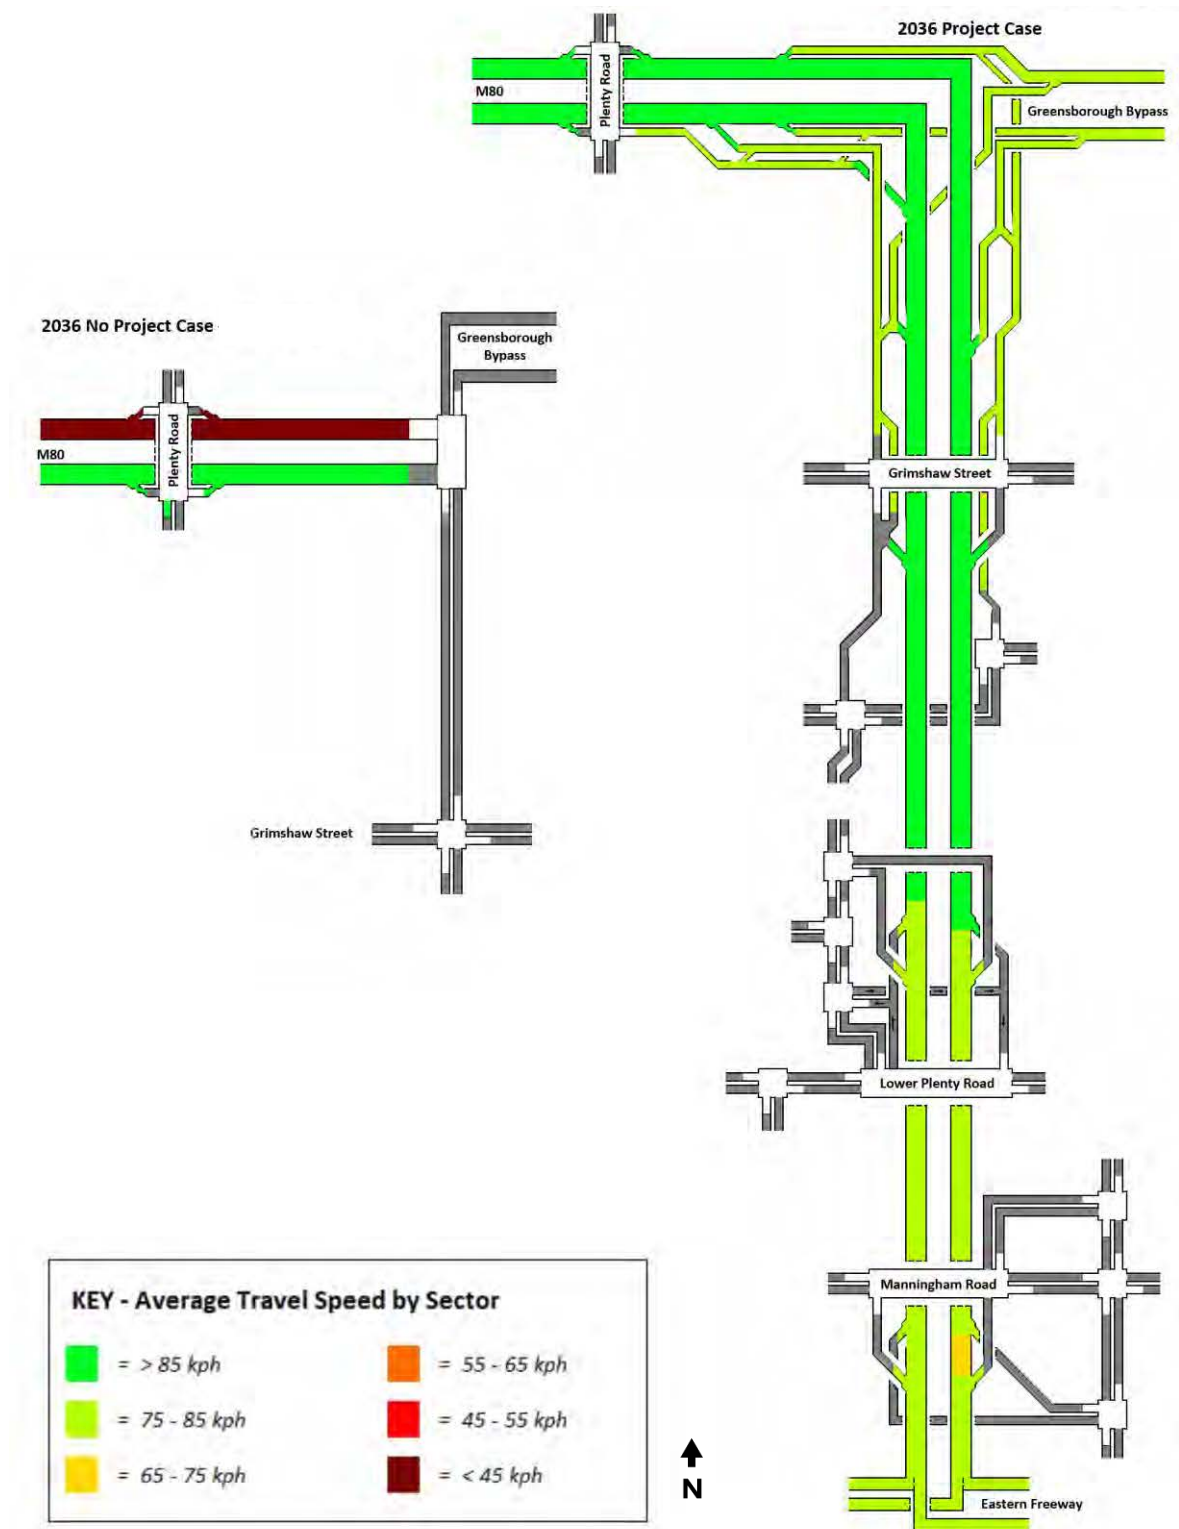 2036 Project Case
M80
Plenty Road
Greensborough Bypass
2036 No Project Case
Greensborough
Bypass
Plenty Road
M80
Grimshaw Street
Grimshaw Street
Lower Plenty Road
Manningham Road
KEY - Average Travel Speed by Sector
= > 85 kph
= 55 - 65 kph
= 75 - 85 kph
= 45 - 55 kph
= 65 - 75 kph
= < 45 kph
N
Eastern Freeway